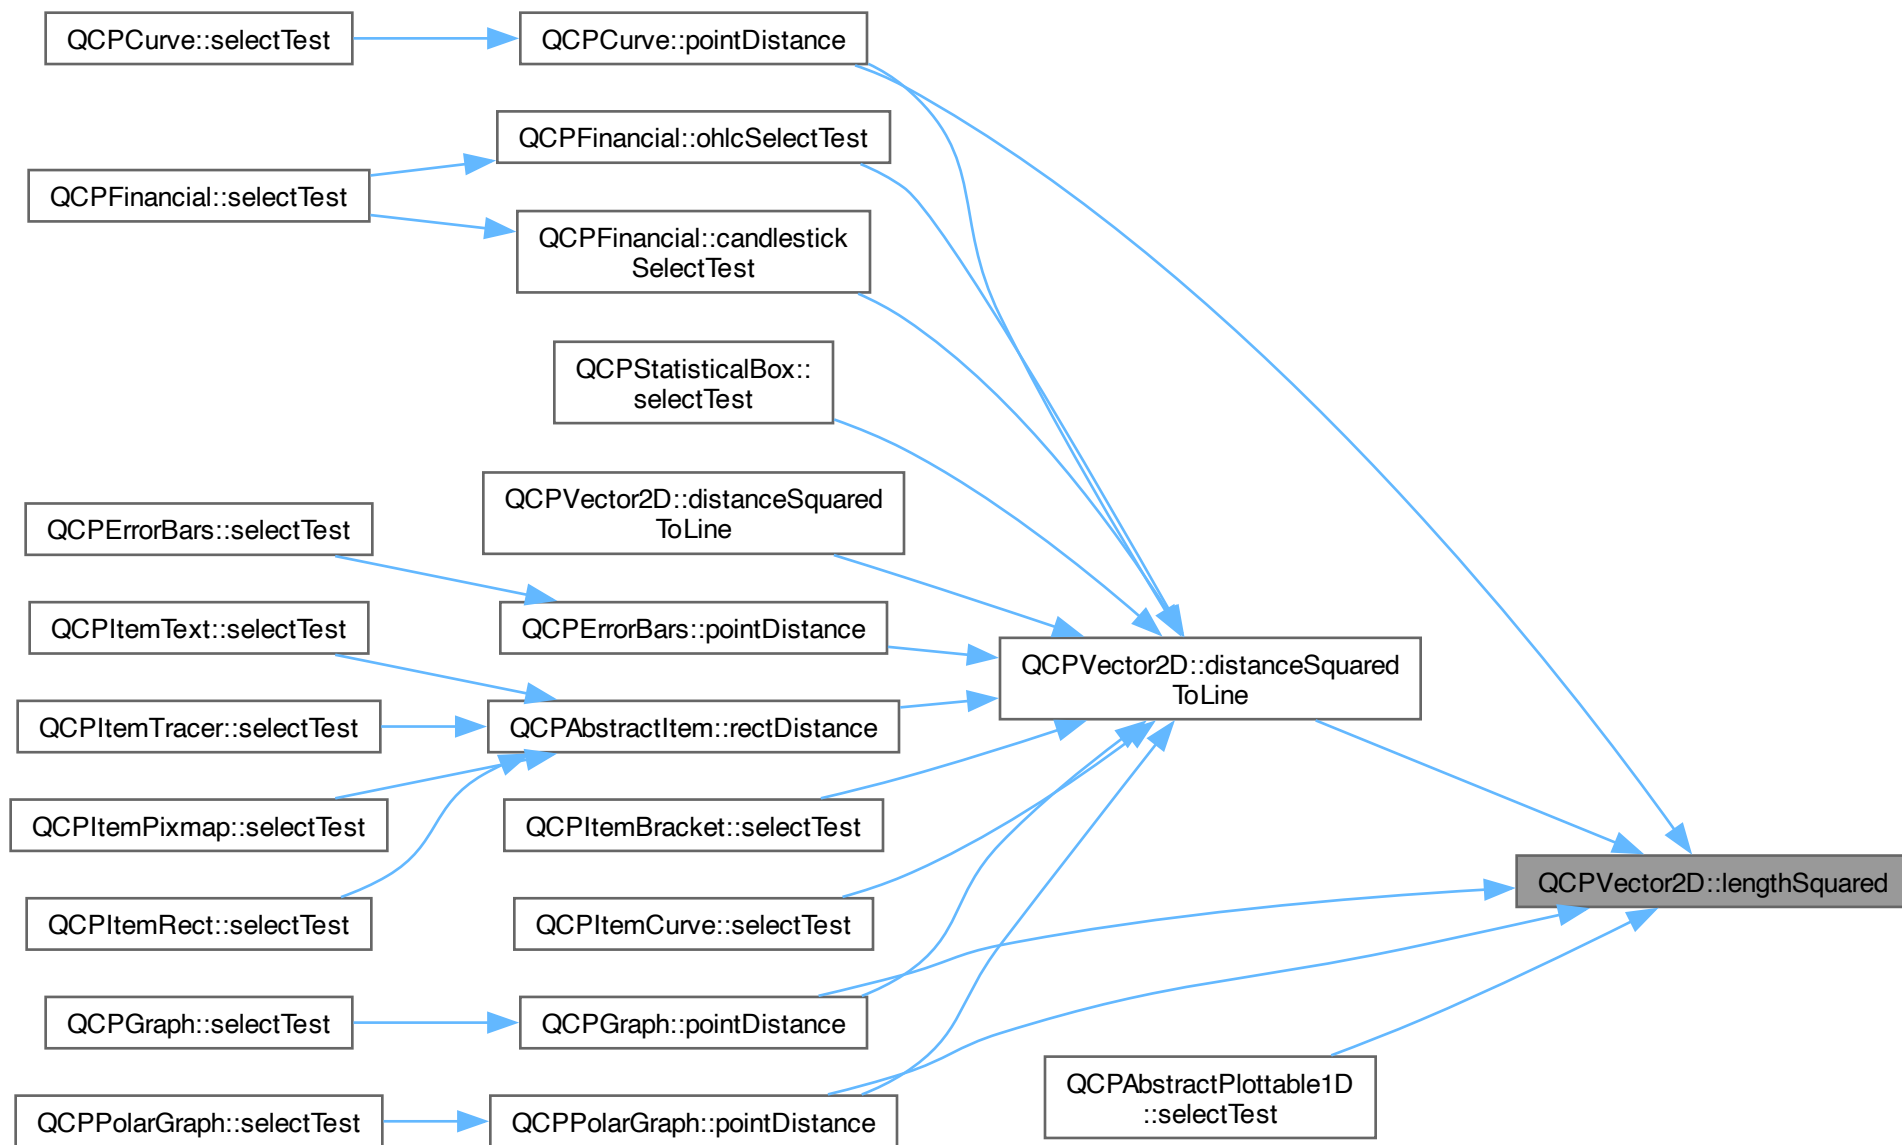 QCPCurve::selectTest
QCPCurve::pointDistance
QCPFinancial::ohlcSelectTest
QCPFinancial::selectTest
QCPFinancial::candlestick
SelectTest
QCPStatisticalBox::
selectTest
QCPVector2D::distanceSquared
ToLine
QCPErrorBars::selectTest
QCPErrorBars::pointDistance
QCPItemText::selectTest
QCPVector2D::distanceSquared
ToLine
QCPItemTracer::selectTest
QCPAbstractItem::rectDistance
QCPItemPixmap::selectTest
QCPItemBracket::selectTest
QCPVector2D::lengthSquared
QCPItemRect::selectTest
QCPItemCurve::selectTest
QCPGraph::selectTest
QCPGraph::pointDistance
QCPAbstractPlottable1D
::selectTest
QCPPolarGraph::selectTest
QCPPolarGraph::pointDistance